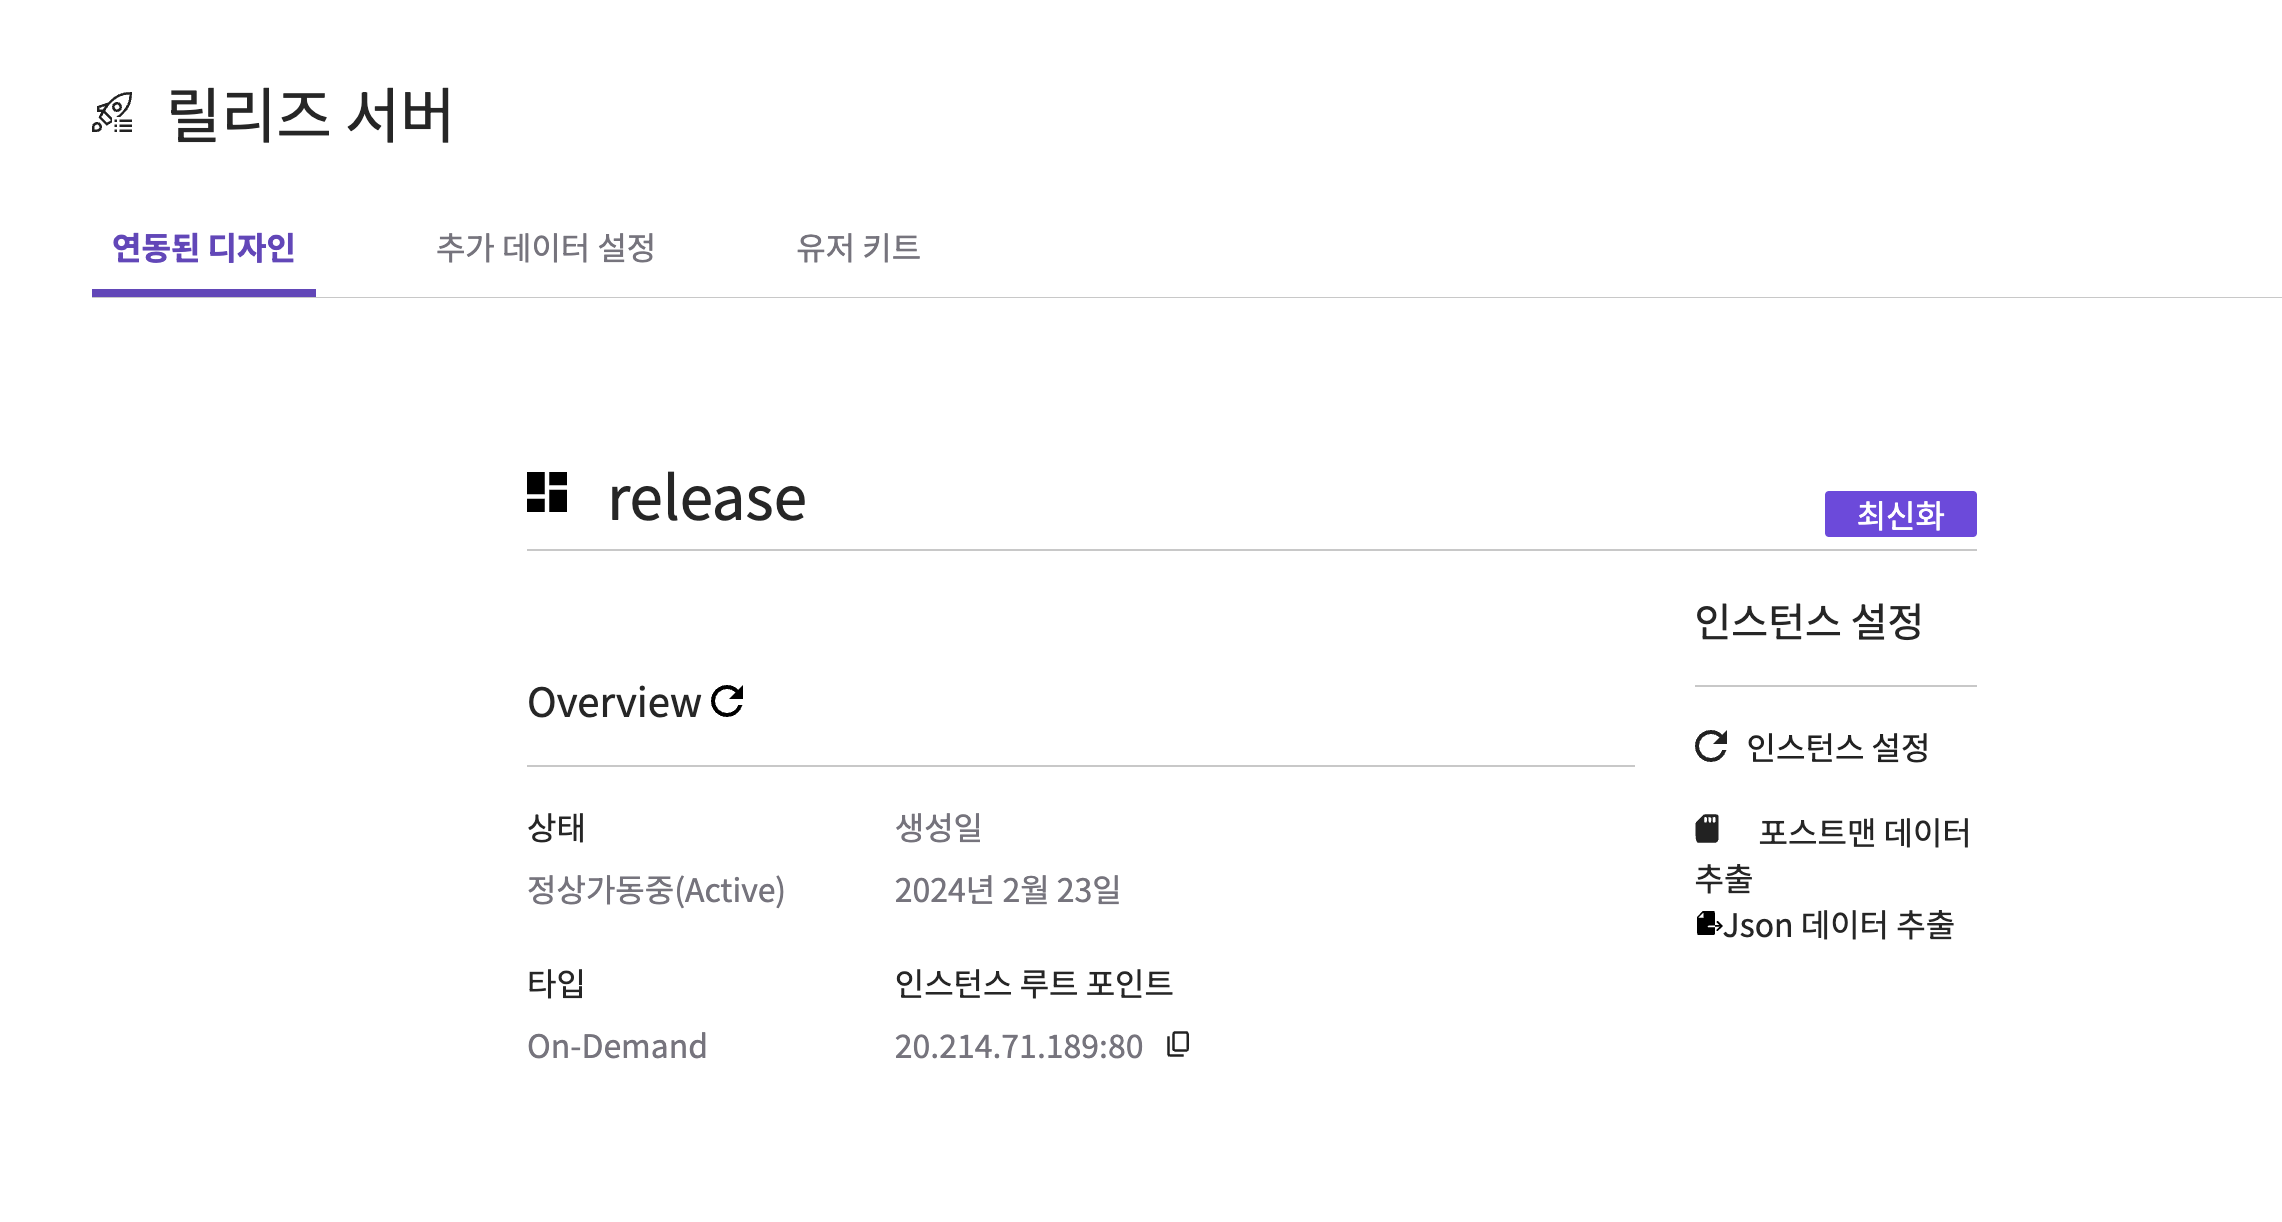 릴리즈 서버
연동된 디자인 추가 데이터 설정 유저 키트
release
최신화
Overview
상태 생성일
정상가동중(Active) 2024년 2월 23일
타입 인스턴스 루트 포인트
On-Demand 20.214.71.189:80
인스턴스 설정
인스턴스 설정
포스트맨 데이터
추출
Json 데이터 추출